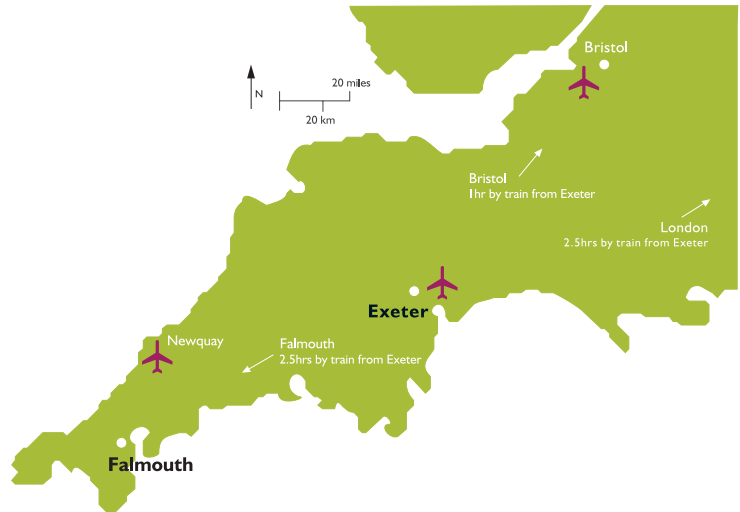 Bristol
20 miles
N
20 km
Bristol
1hr by train from Exeter
London
2.5hrs by train from Exeter
Exeter
Newquay
Falmouth
2.5hrs by train from Exeter
Falmouth